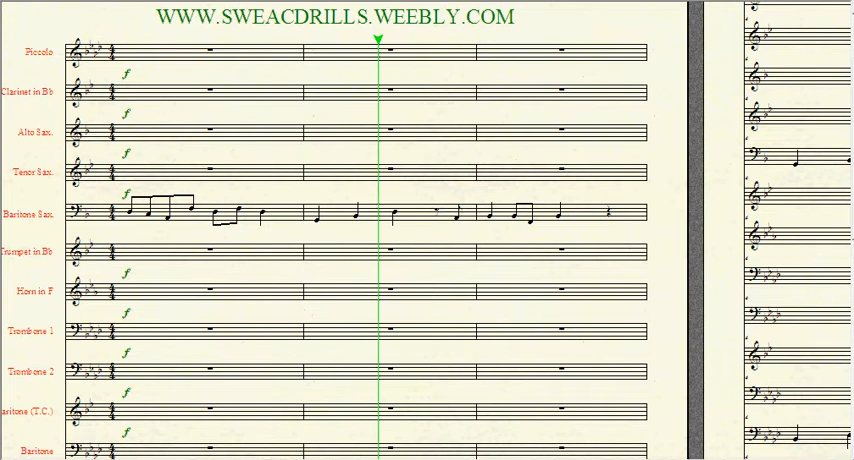 WWW.SWEACDRILLS.WEEBLY.COM
Piccolo
f
Clarinet in Bb
f
Alto Sax.
f
Tenor Sax.
f
Baritone Sax.
Trumpet in Bb
f
Horn in F
f
Trombone 1
f
Trombone 2
f
aritone (T.C.)
f
Baritone